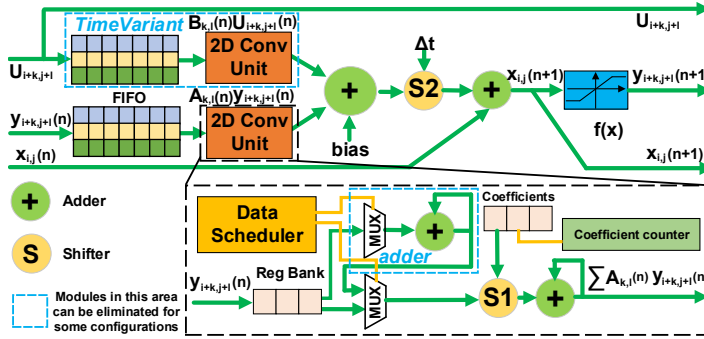 TimeVariant
B_{k,l}(n)U_{i+k,j+l}(n)
U_{i+k,j+l}
2D Conv
Unit
U_{i+k,j+l}
Δt
FIFO
A_{k,l}(n)y_{i+k,j+l}(n)
+
S2
+
x_{i,j}(n+1)
y_{i+k,j+l}(n+1)
y_{i+k,j+l}(n)
2D Conv
Unit
bias
f(x)
x_{i,j}(n)
x_{i,j}(n+1)
+
Adder
S
Shifter
Modules in this area
can be eliminated for
some configurations
Data
Scheduler
MUX
+
adder
Coefficients
Coefficient counter
y_{i+k,j+l}(n)
Reg Bank
MUX
S1
+
∑A_{k,l}(n) y_{i+k,j+l}(n)